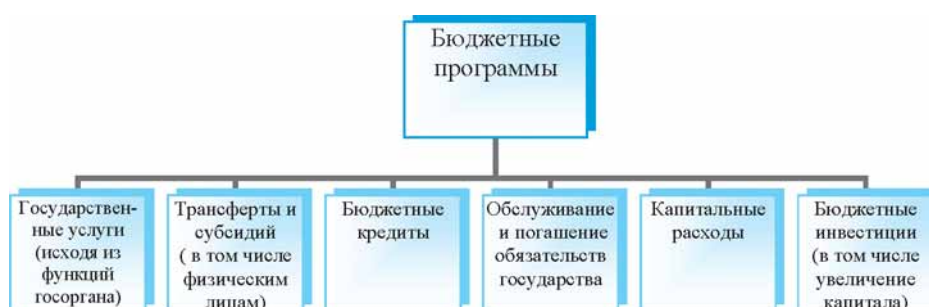 Бюджетные
программы
Государствен-
ные услуги
(исходя из
функций
госоргана)
Трансферты и
субсидий
( в том числе
физическим
лицам)
Бюджетные
кредиты
Обслуживание
и погашение
обязательств
государства
Капитальные
расходы
Бюджетные
инвестиции
(в том числе
увеличение
капитала)